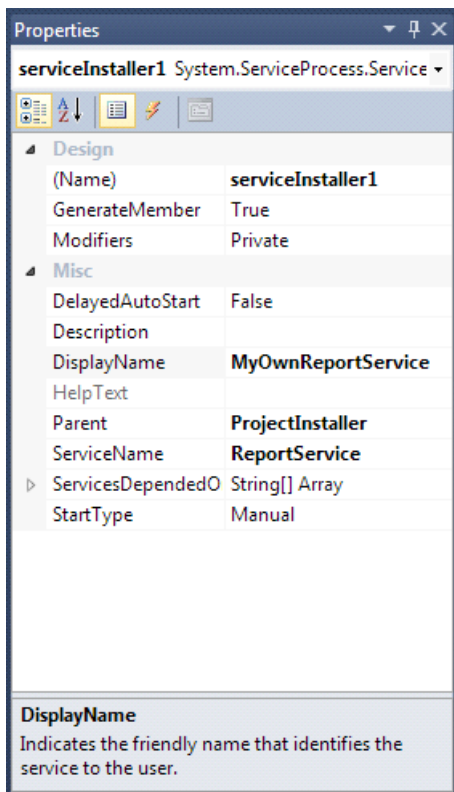 Properties
serviceInstaller1 System.ServiceProcess.Service
Design
(Name) serviceInstaller1
GenerateMember True
Modifiers Private
Misc
DelayedAutoStart False
Description
DisplayName MyOwnReportService
HelpText
Parent ProjectInstaller
ServiceName ReportService
ServicesDependedO String[] Array
StartType Manual
DisplayName
Indicates the friendly name that identifies the
service to the user.